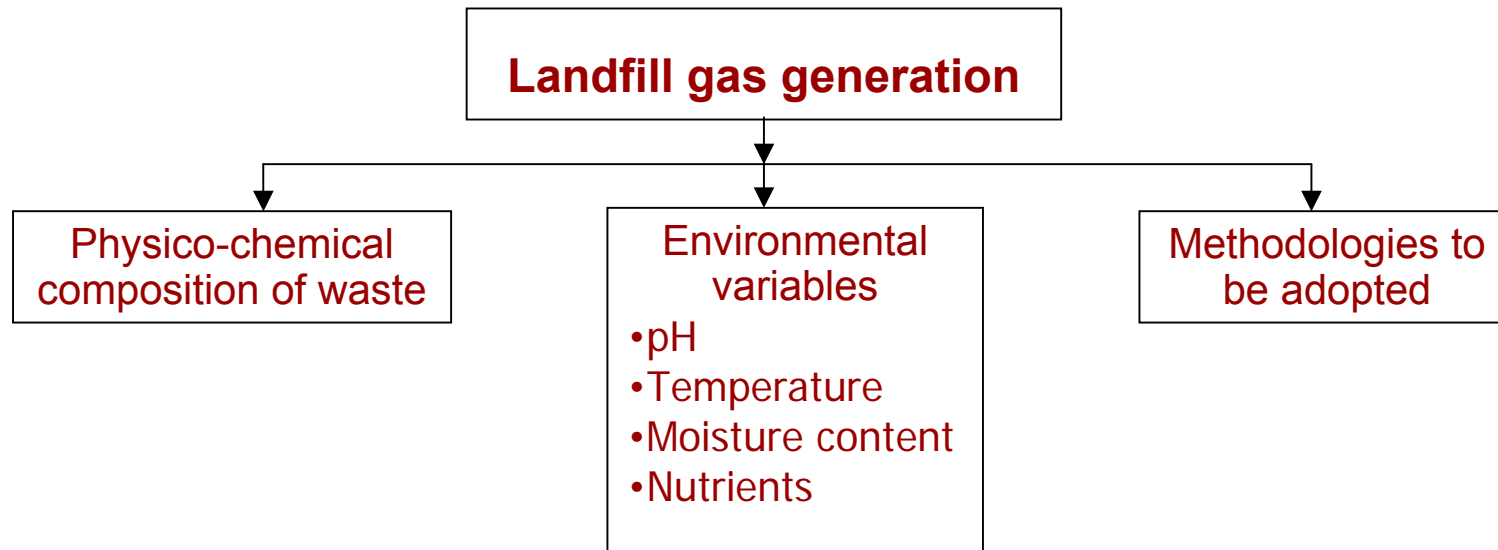 Landfill gas generation
Physico-chemical
composition of waste
Environmental
variables
•pH
•Temperature
•Moisture content
•Nutrients
Methodologies to
be adopted